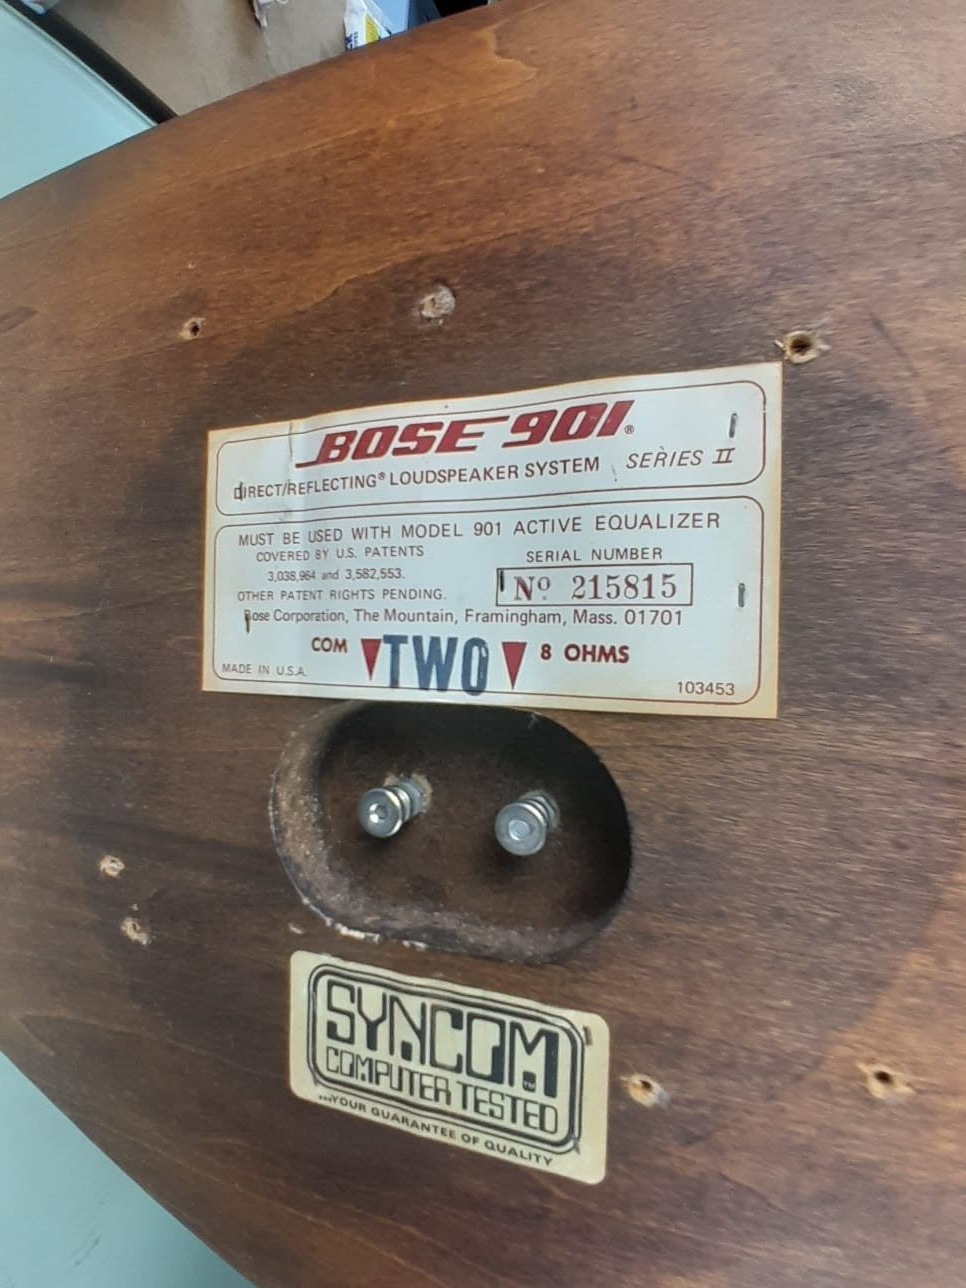 BOSE 901®
DIRECT/REFLECTING® LOUDSPEAKER SYSTEM SERIES II
MUST BE USED WITH MODEL 901 ACTIVE EQUALIZER
COVERED BY U.S. PATENTS
3,038,964 and 3,582,553.
OTHER PATENT RIGHTS PENDING.
SERIAL NUMBER
Nº 215815
Bose Corporation, The Mountain, Framingham, Mass. 01701
COM TWO 8 OHMS
MADE IN U.S.A.
103453
SYNCOM™
COMPUTER TESTED
...YOUR GUARANTEE OF QUALITY